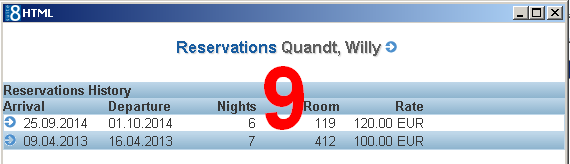 8 HTML
Reservations Quandt, Willy
9
Reservations History
Arrival Departure Nights Room Rate
25.09.2014 01.10.2014 6 119 120.00 EUR
09.04.2013 16.04.2013 7 412 100.00 EUR